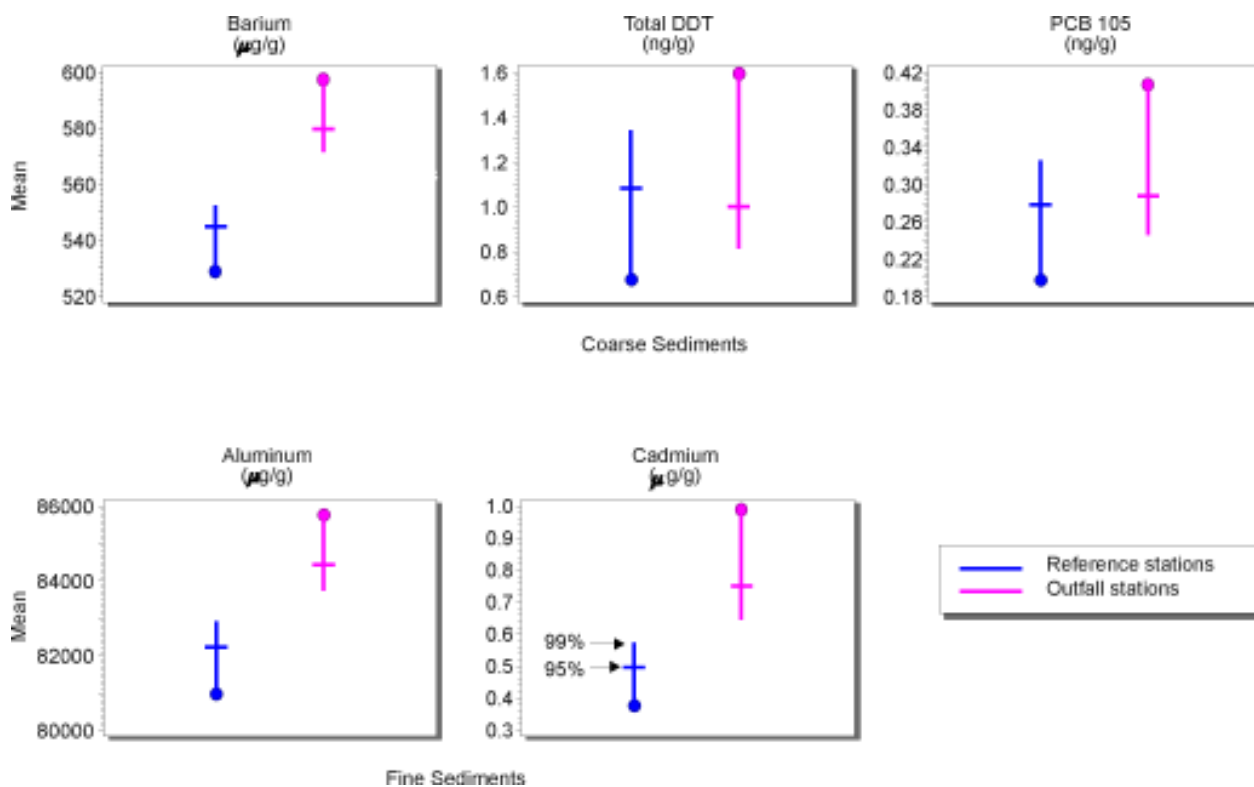 Barium
(µg/g)
Total DDT
(ng/g)
PCB 105
(ng/g)
Mean
600
580
560
540
520
1.6
1.4
1.2
1.0
0.8
0.6
0.42
0.38
0.34
0.30
0.26
0.22
0.18
Coarse Sediments
Aluminum
(µg/g)
Cadmium
(µg/g)
Mean
86000
84000
82000
80000
1.0
0.9
0.8
0.7
0.6
0.5
0.4
0.3
99%
95%
Reference stations
Outfall stations
Fine Sediments